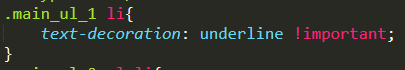 .main_ul_1 li{
    text-decoration: underline !important;
}